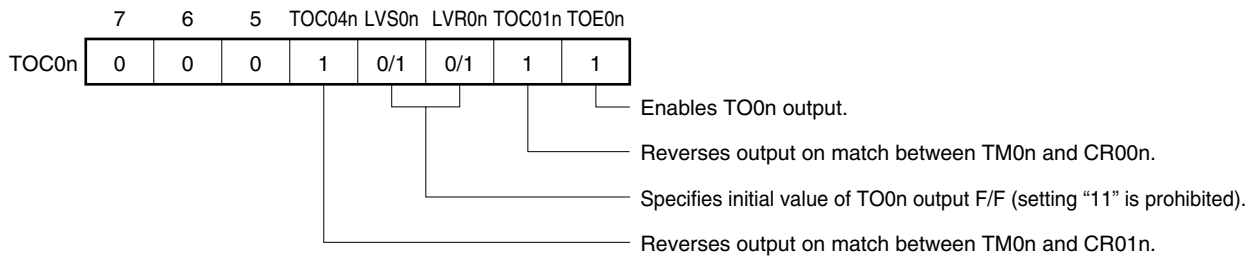 7 6 5 TOC04n LVS0n LVR0n TOC01n TOE0n
TOC0n 0 0 0 1 0/1 0/1 1 1
Enables TO0n output.
Reverses output on match between TM0n and CR00n.
Specifies initial value of TO0n output F/F (setting “11” is prohibited).
Reverses output on match between TM0n and CR01n.